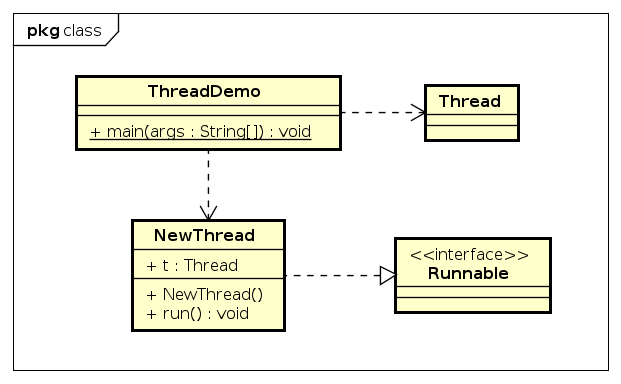 pkg class
ThreadDemo
+ main(args : String[]) : void
Thread
NewThread
+ t : Thread
+ NewThread()
+ run() : void
<<interface>>
Runnable